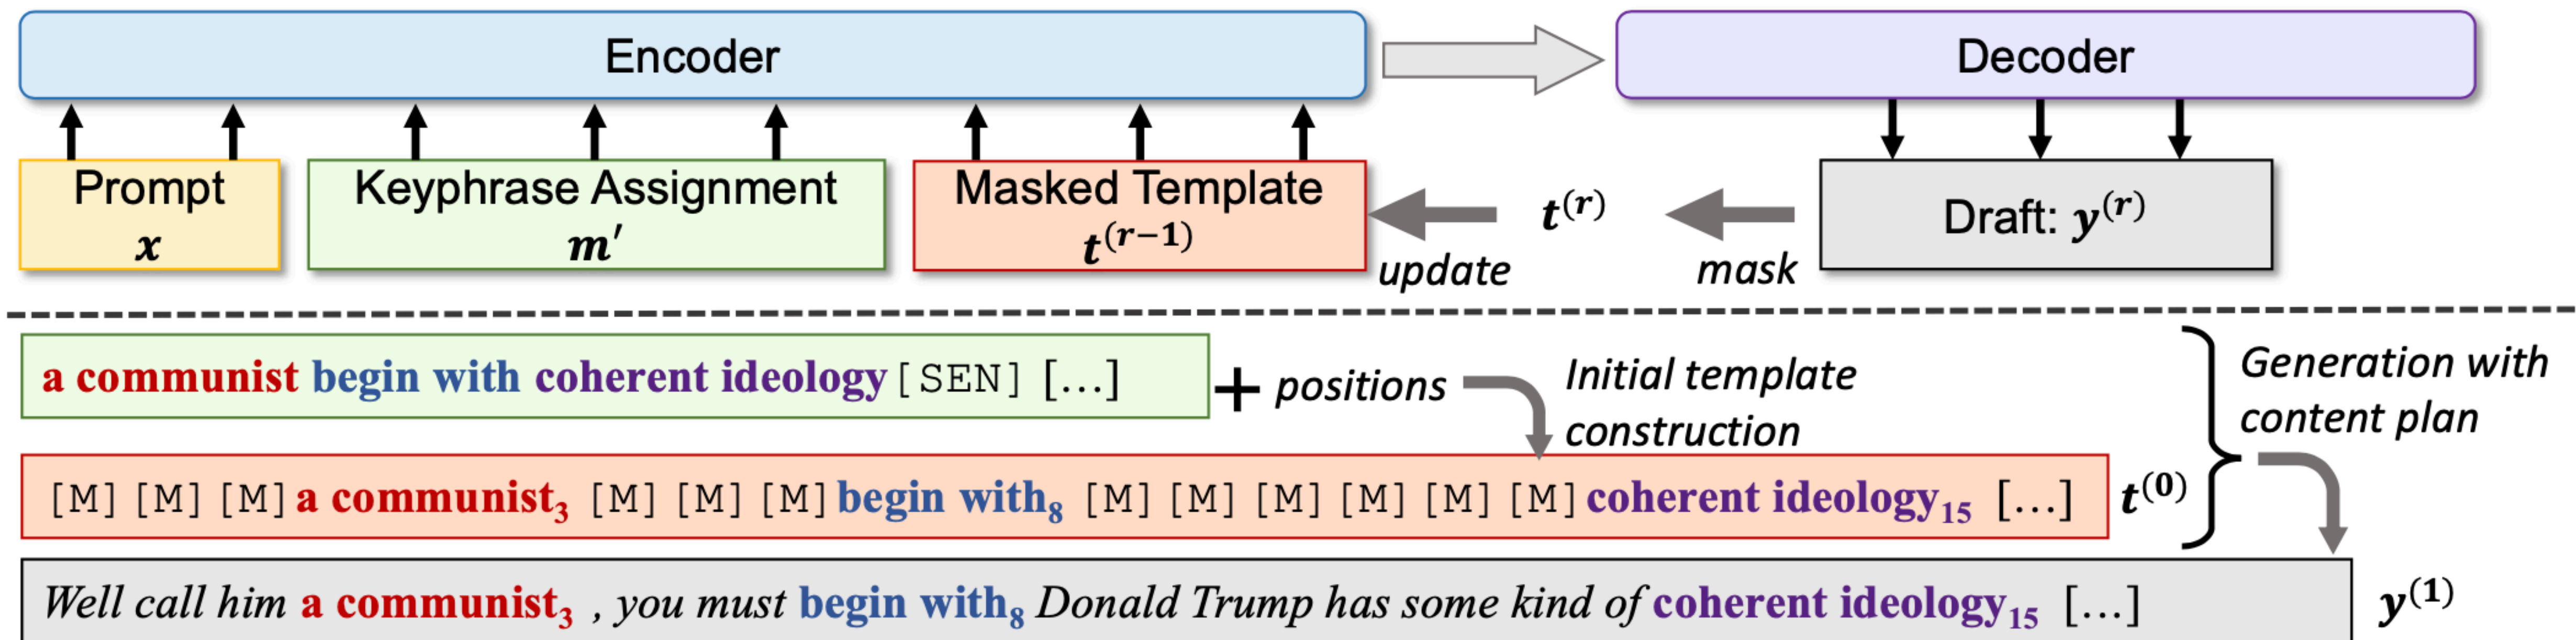 Encoder
Decoder
Prompt
x
Keyphrase Assignment
m′
Masked Template
t^(r−1)
update
t^(r)
mask
Draft: y^(r)
a communist begin with coherent ideology[SEN] [...]
+ positions
Initial template
construction
Generation with
content plan
[M] [M] [M] a communist₃ [M] [M] [M] begin with₈ [M] [M] [M] [M] [M] [M] coherent ideology₁₅ [...]
t^(0)
Well call him a communist₃ , you must begin with₈ Donald Trump has some kind of coherent ideology₁₅ [...]
y^(1)